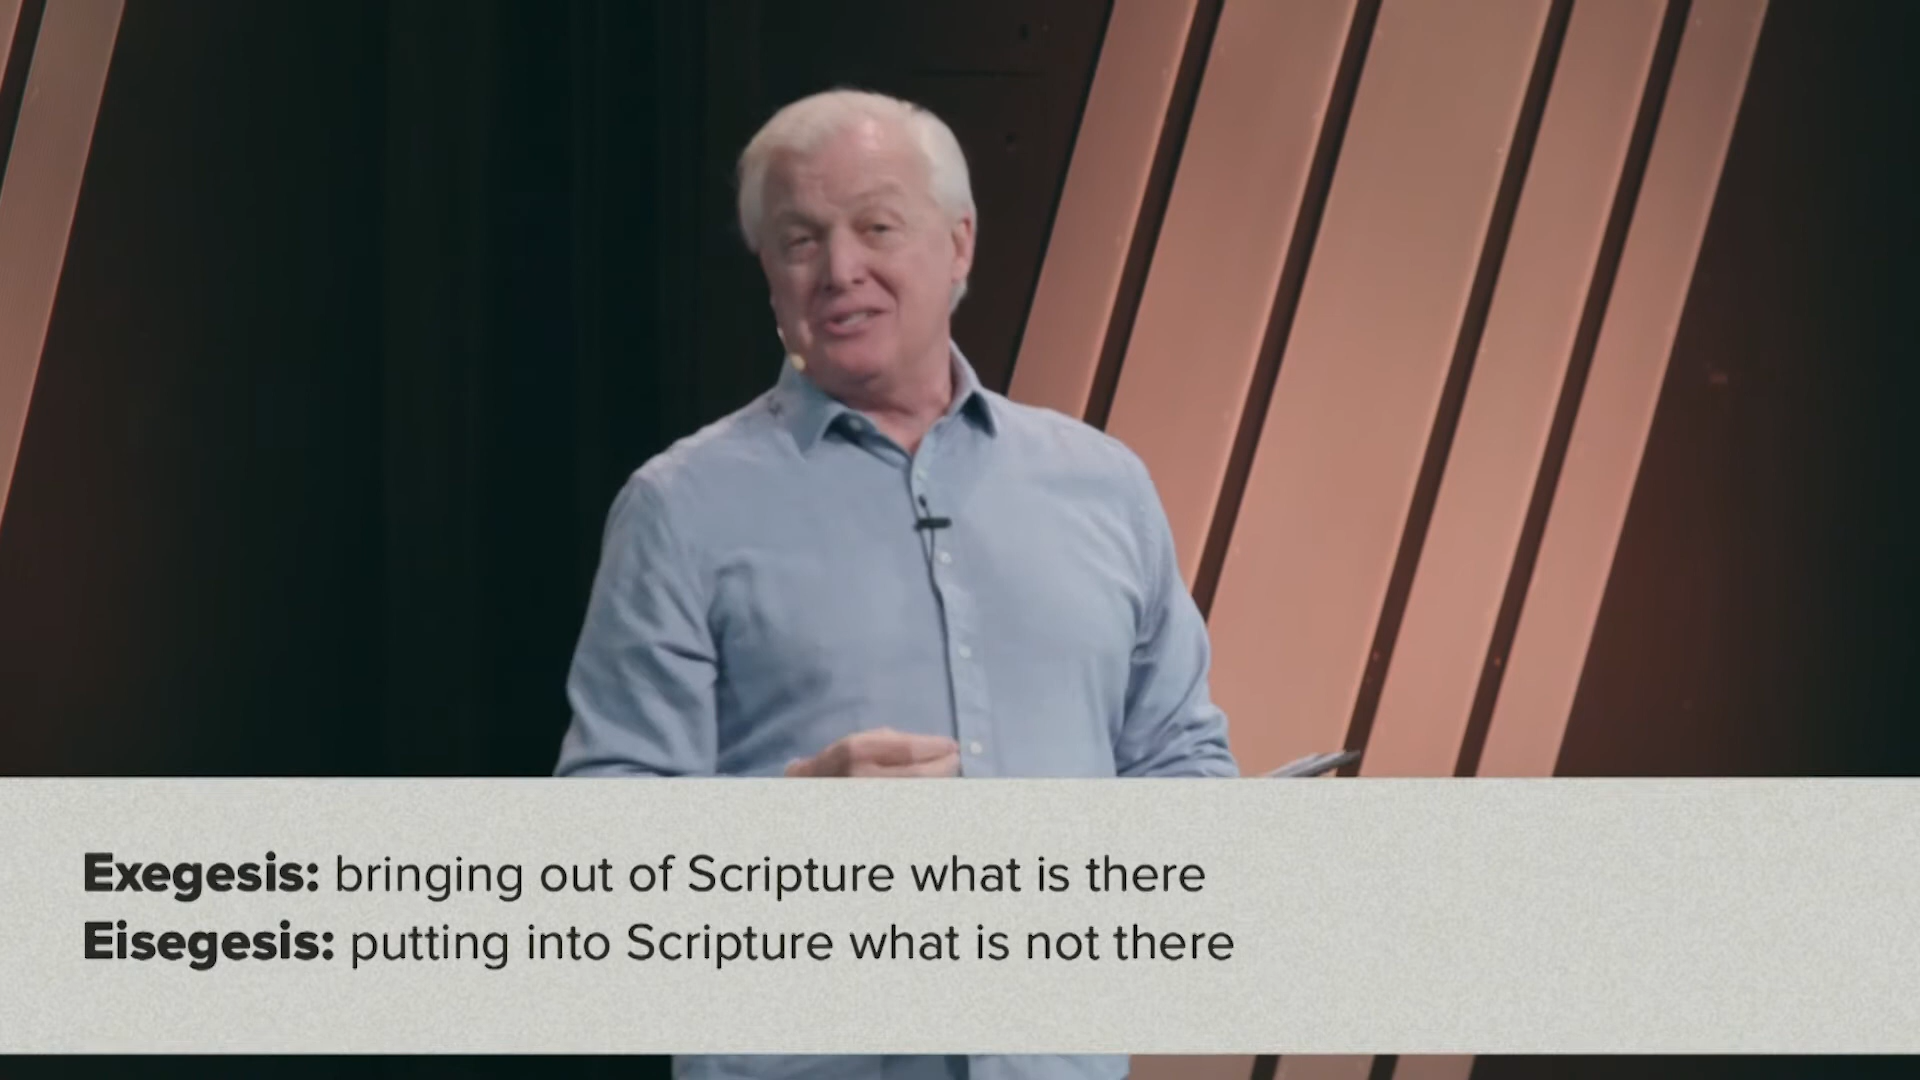 Exegesis: bringing out of Scripture what is there
Eisegesis: putting into Scripture what is not there